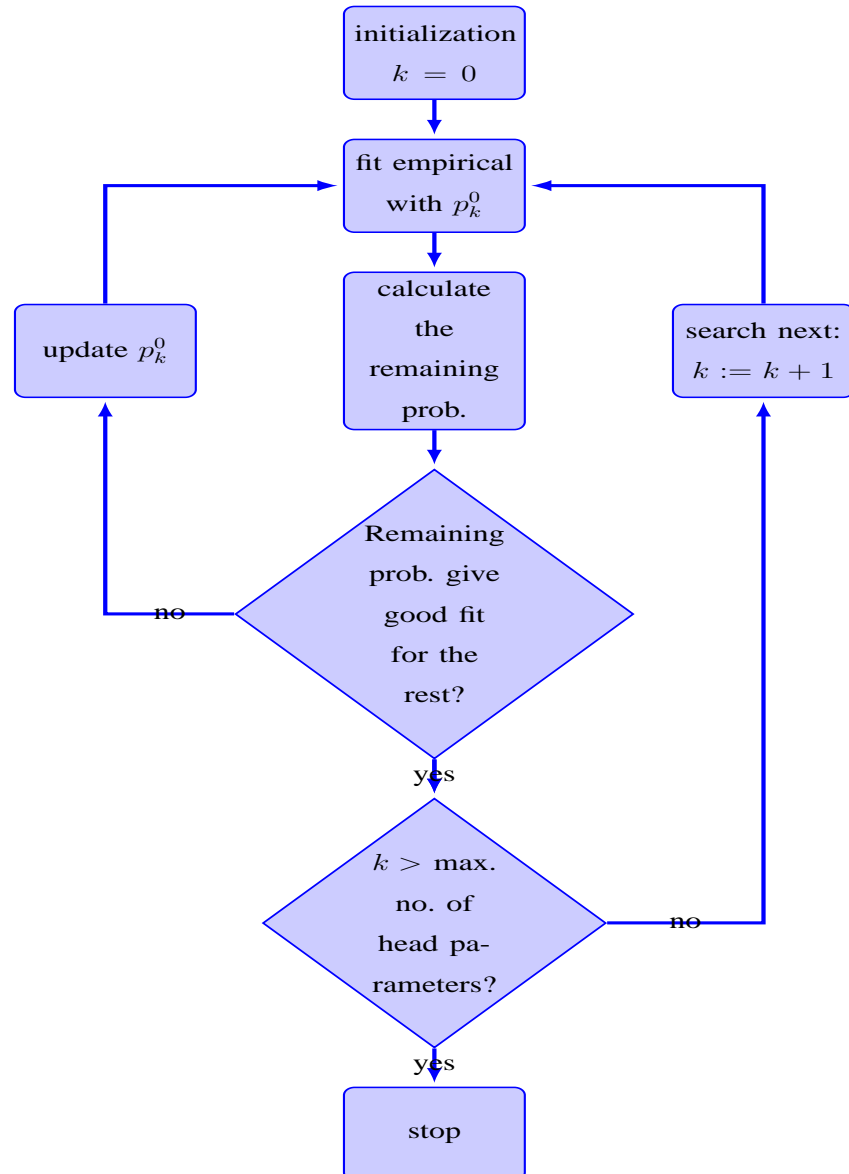 initialization
k = 0
fit empirical
with p_k^0
calculate
the
remaining
prob.
update p_k^0
search next:
k := k + 1
Remaining
prob. give
good fit
for the
rest?
no
yes
k > max.
no. of
head pa-
rameters?
no
yes
stop